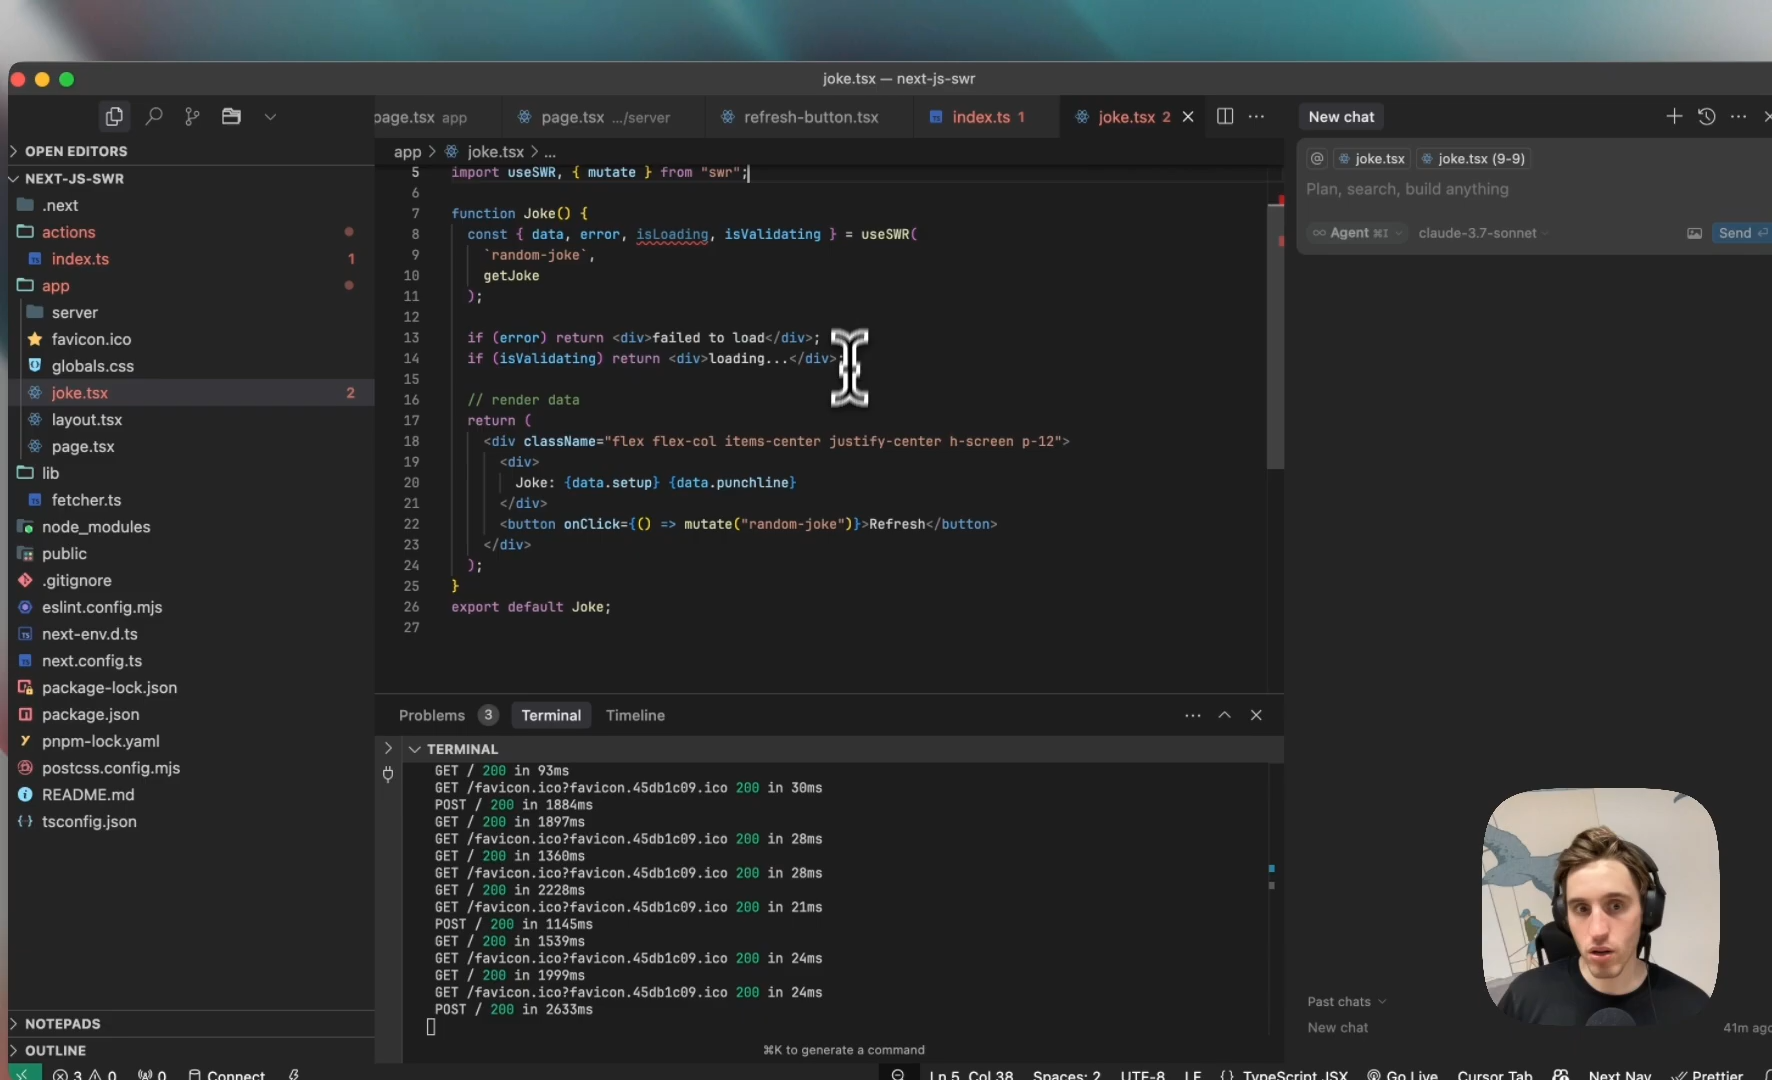 joke.tsx — next-js-swr
page.tsx app
page.tsx .../server
refresh-button.tsx
index.ts 1
joke.tsx 2
OPEN EDITORS
NEXT-JS-SWR
.next
actions
index.ts 1
app
server
favicon.ico
globals.css
joke.tsx 2
layout.tsx
page.tsx
lib
fetcher.ts
node_modules
public
.gitignore
eslint.config.mjs
next-env.d.ts
next.config.ts
package-lock.json
package.json
pnpm-lock.yaml
postcss.config.mjs
README.md
tsconfig.json
NOTEPADS
OUTLINE
app > joke.tsx > ...
5 import useSWR, { mutate } from "swr";
6
7 function Joke() {
8 const { data, error, isLoading, isValidating } = useSWR(
9 `random-joke`,
10 getJoke
11 );
12
13 if (error) return <div>failed to load</div>;
14 if (isValidating) return <div>loading...</div>;
15
16 // render data
17 return (
18 <div className="flex flex-col items-center justify-center h-screen p-12">
19 <div>
20 Joke: {data.setup} {data.punchline}
21 </div>
22 <button onClick={() => mutate("random-joke")}>Refresh</button>
23 </div>
24 );
25 }
26 export default Joke;
27
Problems 3 Terminal Timeline
TERMINAL
GET / 200 in 93ms
GET /favicon.ico?favicon.45db1c09.ico 200 in 30ms
POST / 200 in 1884ms
GET / 200 in 1897ms
GET /favicon.ico?favicon.45db1c09.ico 200 in 28ms
GET / 200 in 1360ms
GET /favicon.ico?favicon.45db1c09.ico 200 in 28ms
GET / 200 in 2228ms
GET /favicon.ico?favicon.45db1c09.ico 200 in 21ms
POST / 200 in 1145ms
GET / 200 in 1539ms
GET /favicon.ico?favicon.45db1c09.ico 200 in 24ms
GET / 200 in 1999ms
GET /favicon.ico?favicon.45db1c09.ico 200 in 24ms
POST / 200 in 2633ms
⌘K to generate a command
New chat
@ joke.tsx joke.tsx (9-9)
Plan, search, build anything
∞ Agent ⌘I claude-3.7-sonnet Send
Past chats
New chat 41m ago
3 0 0 Connect
Ln 5, Col 38 Spaces: 2 UTF-8 LF {} TypeScript JSX Go Live Cursor Tab Next Nav Prettier